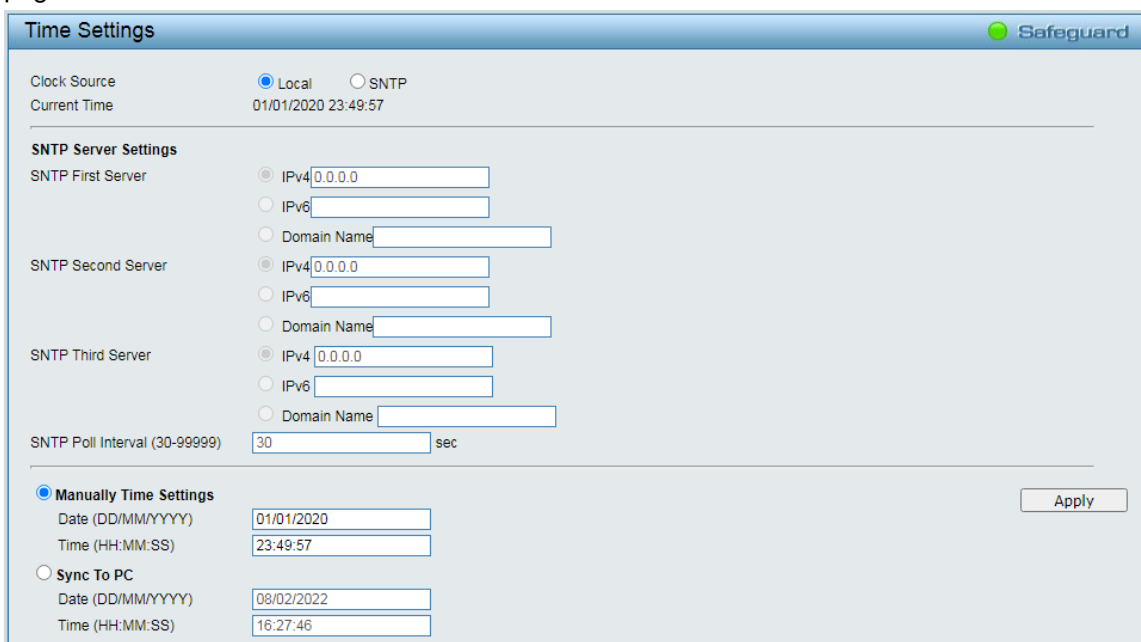 Time Settings Safeguard
Clock Source Local SNTP
Current Time 01/01/2020 23:49:57
SNTP Server Settings
SNTP First Server IPv4 0.0.0.0
IPv6
Domain Name
SNTP Second Server IPv4 0.0.0.0
IPv6
Domain Name
SNTP Third Server IPv4 0.0.0.0
IPv6
Domain Name
SNTP Poll Interval (30-99999) 30 sec
Manually Time Settings Apply
Date (DD/MM/YYYY) 01/01/2020
Time (HH:MM:SS) 23:49:57
Sync To PC
Date (DD/MM/YYYY) 08/02/2022
Time (HH:MM:SS) 16:27:46